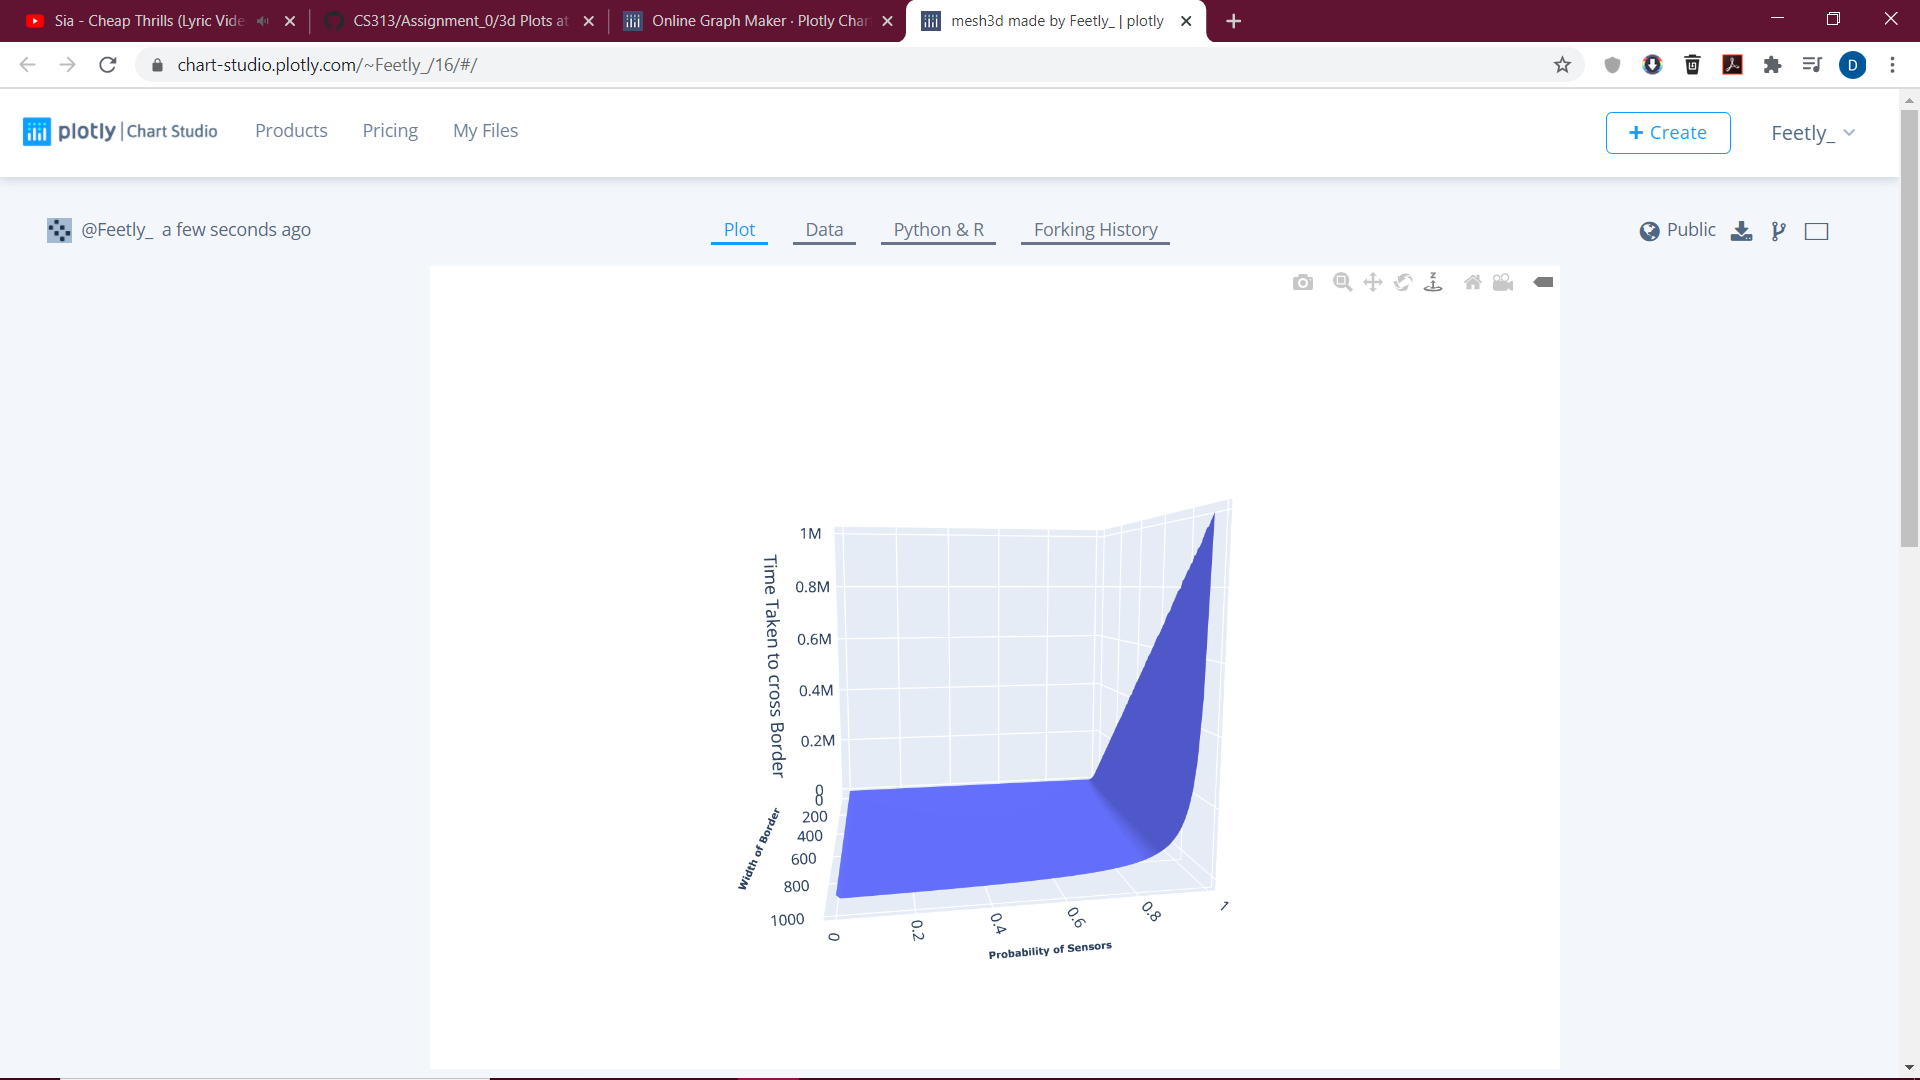 Sia - Cheap Thrills (Lyric Vide
CS313/Assignment_0/3d Plots at
Online Graph Maker · Plotly Char
mesh3d made by Feetly_ | plotly
chart-studio.plotly.com/~Feetly_/16/#/
D
plotly | Chart Studio
Products
Pricing
My Files
+ Create
Feetly_
@Feetly_ a few seconds ago
Plot
Data
Python & R
Forking History
Public
z
1M
0.8M
0.6M
0.4M
0.2M
0
Time Taken to cross Border
0
200
400
600
800
1000
Width of Border
0
0.2
0.4
0.6
0.8
1
Probability of Sensors